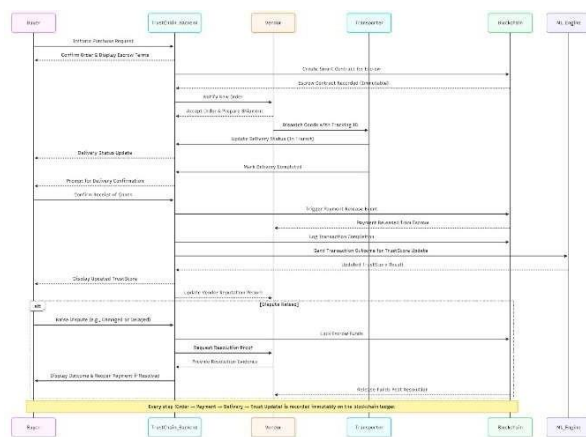 Buyer TrustChain_Backend Vendor Transporter Blockchain ML_Engine
Initiate Purchase Request
Confirm Order & Display Escrow Terms
Create Smart Contract for Escrow
Escrow Contract Recorded (Immutable)
Notify New Order
Accept Order & Prepare Shipment
Dispatch Goods with Tracking ID
Update Delivery Status (In Transit)
Delivery Status Update
Mark Delivery Completed
Prompt for Delivery Confirmation
Confirm Receipt of Goods
Trigger Payment Release Event
Payment Released from Escrow
Log Transaction Completion
Send Transaction Outcome for TrustScore Update
Updated TrustScore Result
Display Updated TrustScore
Update Vendor Reputation Record
alt [Dispute Raised]
Raise Dispute (e.g., Damaged or Delayed)
Lock Escrow Funds
Request Resolution Proof
Provide Resolution Evidence
Display Outcome & Payment if Resolved
Release Funds Post Resolution
Every step (Order → Payment → Delivery → Trust Update) is recorded immutably on the blockchain ledger.
Buyer TrustChain_Backend Vendor Transporter Blockchain ML_Engine